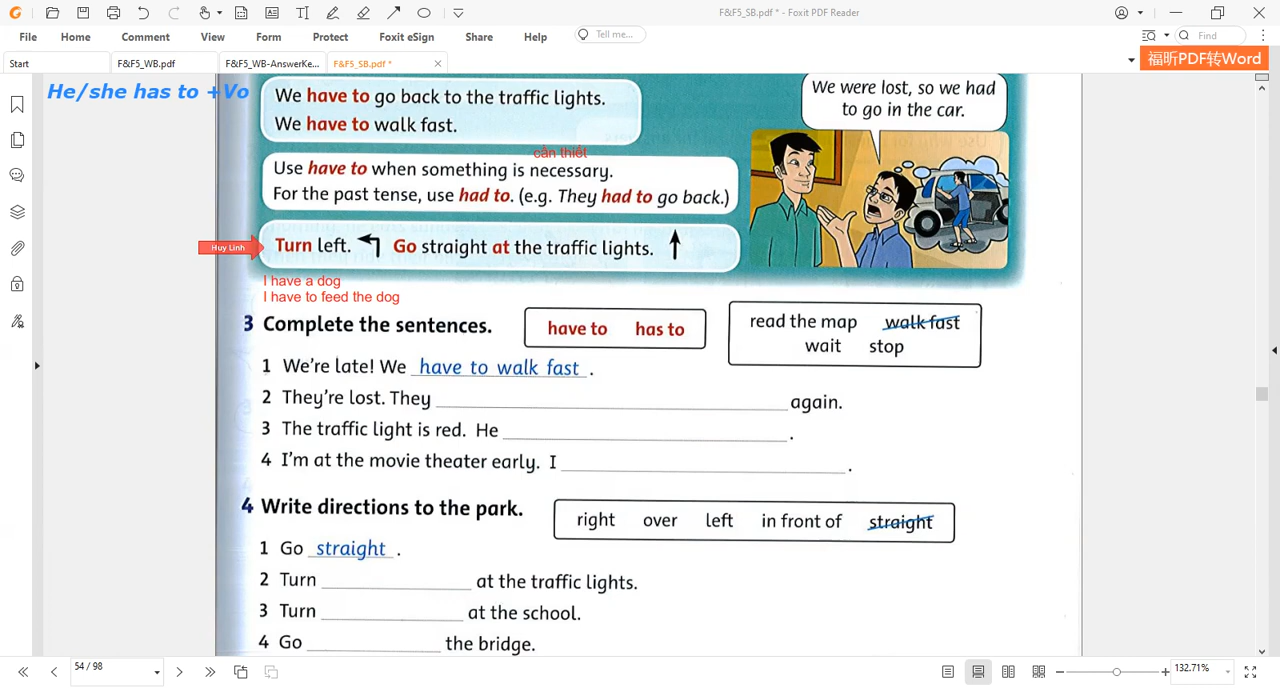 F&F5_SB.pdf * - Foxit PDF Reader
File Home Comment View Form Protect Foxit eSign Share Help Tell me... Find
Start F&F5_WB.pdf F&F5_WB-AnswerKe... F&F5_SB.pdf *
福昕PDF转Word
He/she has to +Vo
We have to go back to the traffic lights.
We have to walk fast.
We were lost, so we had
to go in the car.
cần thiết
Use have to when something is necessary.
For the past tense, use had to. (e.g. They had to go back.)
Huy Linh
Turn left. Go straight at the traffic lights.
I have a dog
I have to feed the dog
3 Complete the sentences.
have to has to
read the map walk fast
wait stop
1 We're late! We have to walk fast .
2 They're lost. They ____ again.
3 The traffic light is red. He ____ .
4 I'm at the movie theater early. I ____ .
4 Write directions to the park.
right over left in front of straight
1 Go straight .
2 Turn ____ at the traffic lights.
3 Turn ____ at the school.
4 Go ____ the bridge.
54 / 98
132.71%